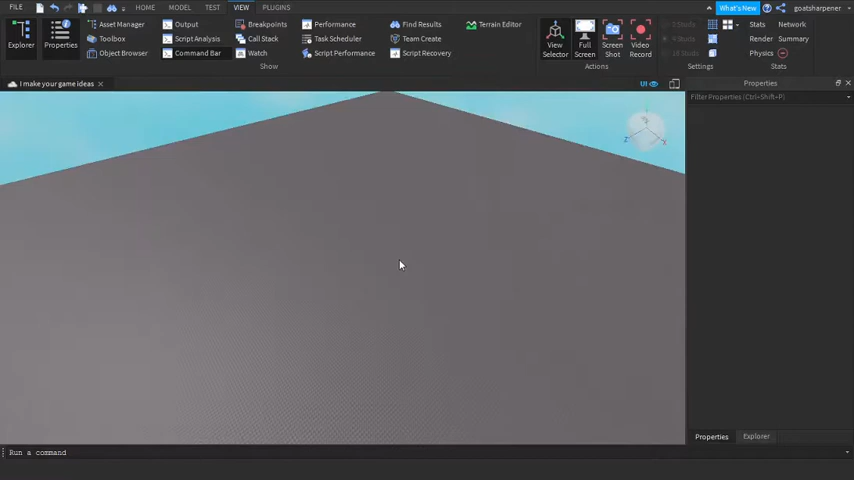 FILE HOME MODEL TEST VIEW PLUGINS What's New goatsharpener
Explorer Properties
Asset Manager Output Breakpoints Performance Find Results Terrain Editor
Toolbox Script Analysis Call Stack Task Scheduler Team Create
Object Browser Command Bar Watch Script Performance Script Recovery
Show
View Selector Full Screen Screen Shot Video Record
Actions
Settings
Stats Network
Render Summary
Physics
Stats
I make your game ideas
UI
Properties
Filter Properties (Ctrl+Shift+P)
Properties Explorer
Run a command